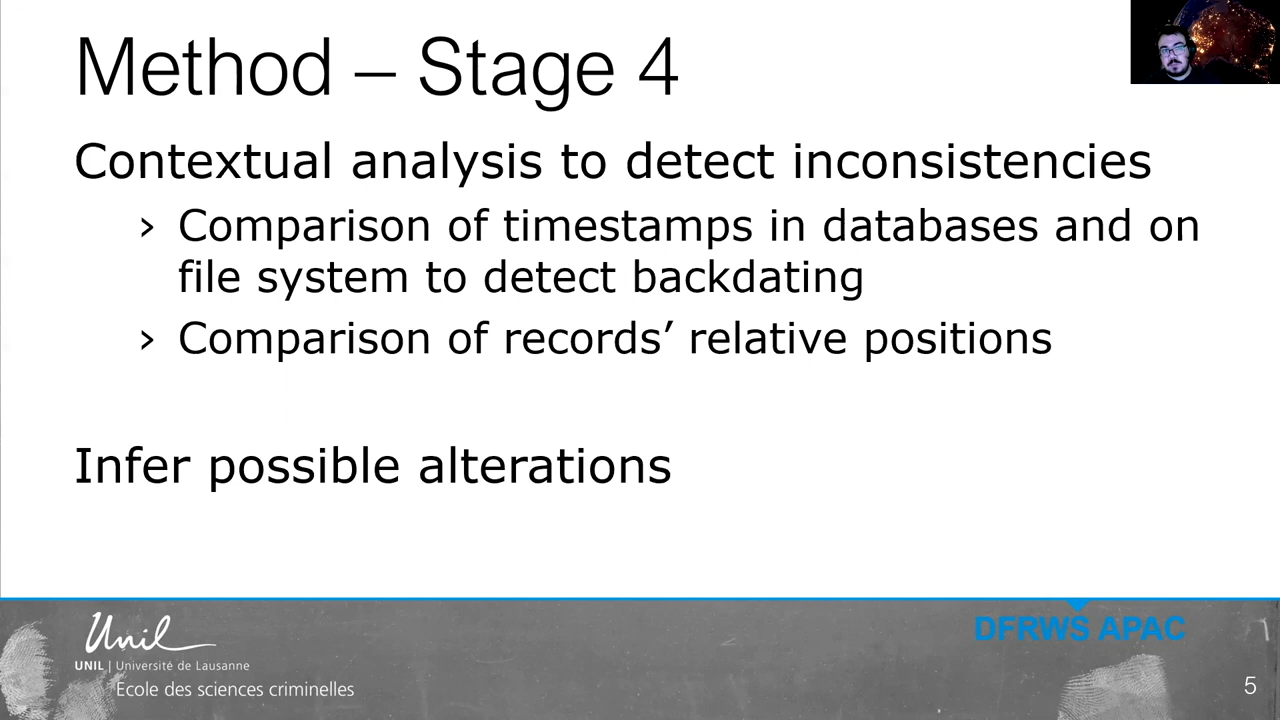 Method – Stage 4
Contextual analysis to detect inconsistencies
› Comparison of timestamps in databases and on
file system to detect backdating
› Comparison of records’ relative positions
Infer possible alterations
Unil
UNIL | Université de Lausanne
Ecole des sciences criminelles
DFRWS APAC
5